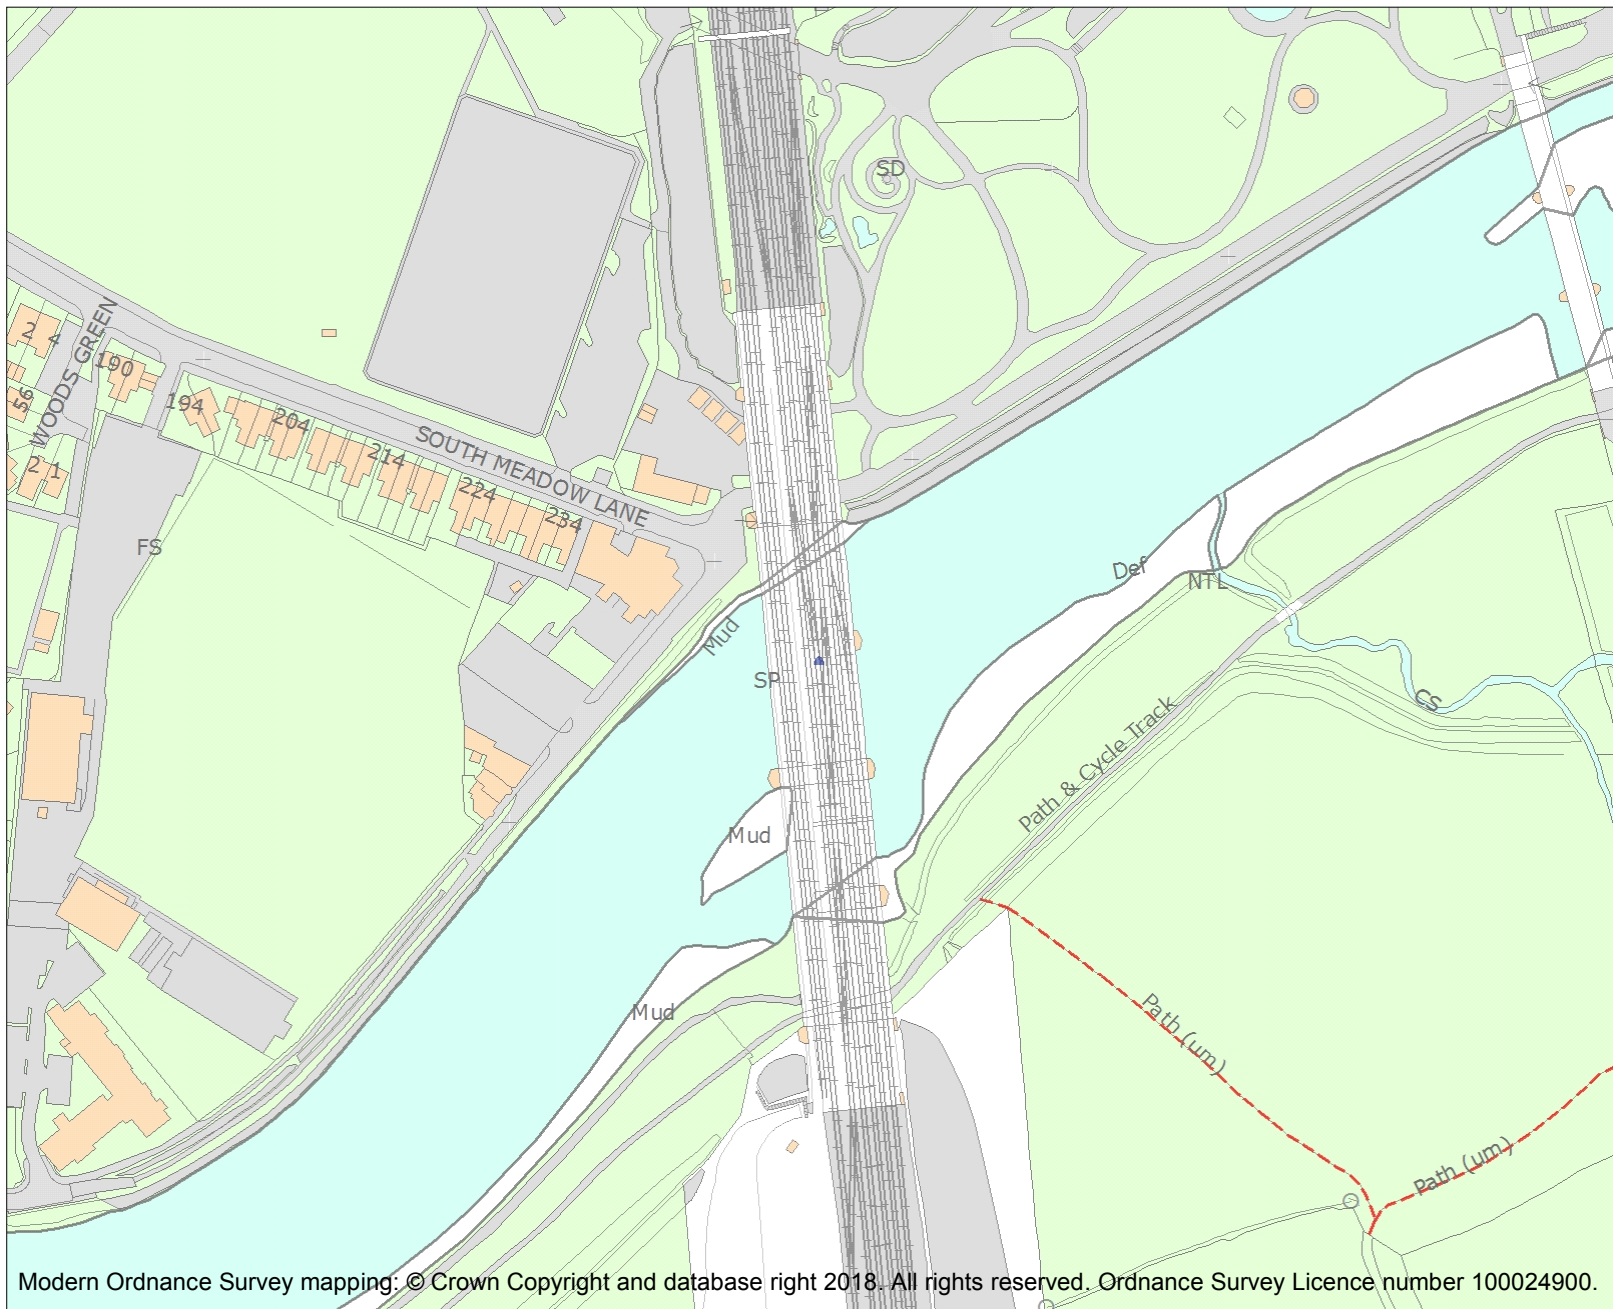 SD
2
4
WOODS GREEN
190
56
194
204
SOUTH MEADOW LANE
214
2 1
224
234
FS
Def
NTL
Mud
SP
CS
Path & Cycle Track
Mud
Mud
Path (um)
Path (um)
Modern Ordnance Survey mapping: © Crown Copyright and database right 2018. All rights reserved. Ordnance Survey Licence number 100024900.